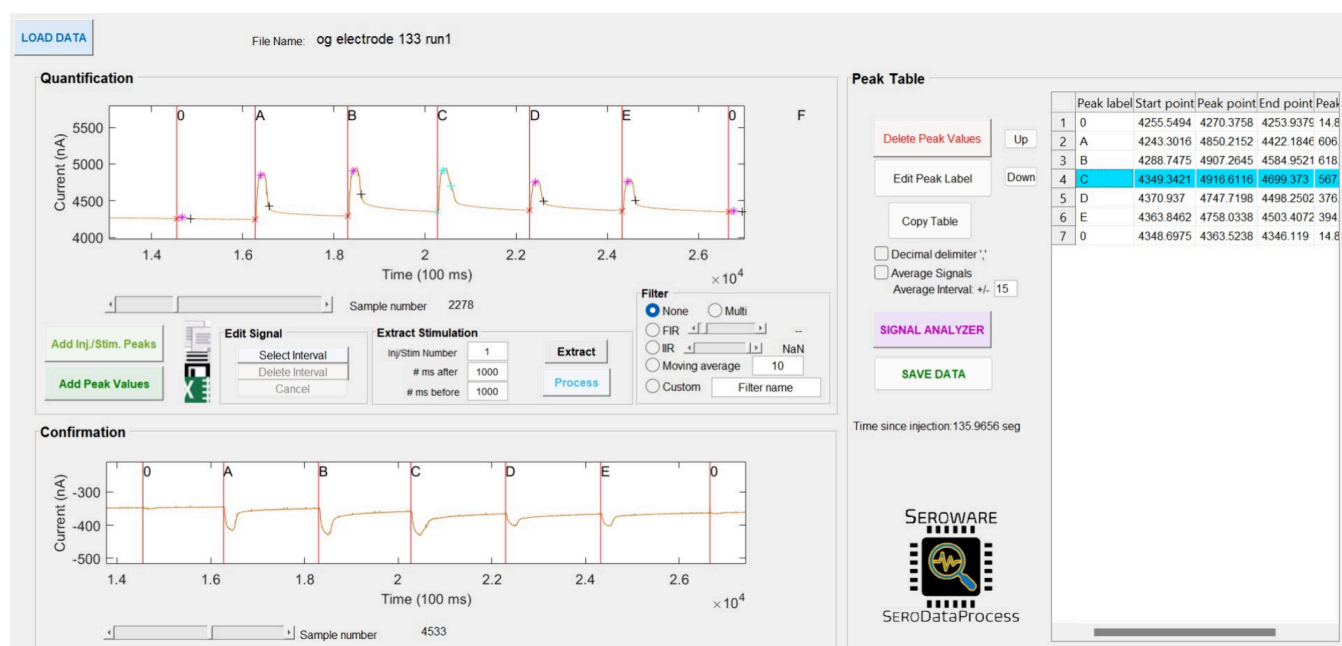 LOAD DATA
File Name: og electrode 133 run1
Quantification
0 A B C D E 0 F
5500
5000
4500
4000
Current (nA)
1.4 1.6 1.8 2 2.2 2.4 2.6
Time (100 ms)
×10^4
Sample number 2278
Add Inj./Stim. Peaks
Add Peak Values
Edit Signal
Select Interval
Delete Interval
Cancel
Extract Stimulation
Inj/Stim Number 1
# ms after 1000
# ms before 1000
Extract
Process
Filter
None Multi
FIR --
IIR NaN
Moving average 10
Custom Filter name
Confirmation
0 A B C D E 0
-300
-400
-500
Current (nA)
1.4 1.6 1.8 2 2.2 2.4 2.6
Time (100 ms)
×10^4
Sample number 4533
Peak Table
Delete Peak Values Up
Edit Peak Label Down
Copy Table
Decimal delimiter ','
Average Signals
Average Interval: +/- 15
SIGNAL ANALYZER
SAVE DATA
Time since injection:135.9656 seg
SEROWARE
SERODATAPROCESS
Peak label Start point Peak point End point Peak
1 0 4255.5494 4270.3758 4253.9379 14.8
2 A 4243.3016 4850.2152 4422.1846 606.
3 B 4288.7475 4907.2645 4584.9521 618.
4 C 4349.3421 4916.6116 4699.373 567.
5 D 4370.937 4747.7198 4498.2502 376.
6 E 4363.8462 4758.0338 4503.4072 394.
7 0 4348.6975 4363.5238 4346.119 14.8